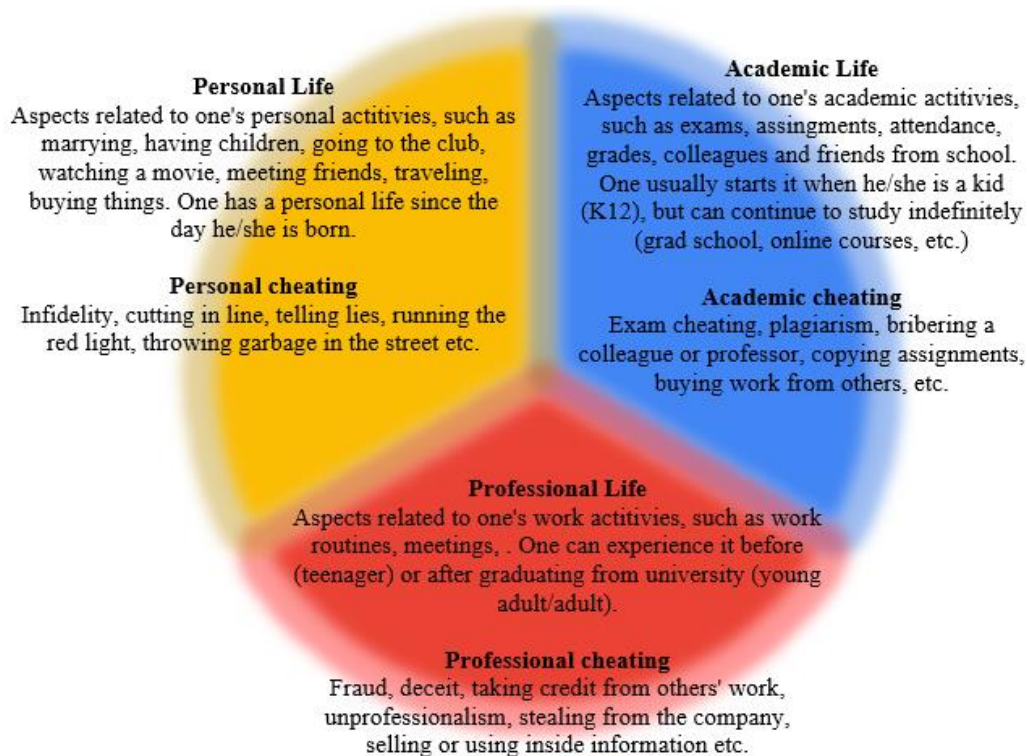 Personal Life
Aspects related to one's personal actitivies, such as
marrying, having children, going to the club,
watching a movie, meeting friends, traveling,
buying things. One has a personal life since the
day he/she is born.
Personal cheating
Infidelity, cutting in line, telling lies, running the
red light, throwing garbage in the street etc.
Academic Life
Aspects related to one's academic actitivies,
such as exams, assingments, attendance,
grades, colleagues and friends from school.
One usually starts it when he/she is a kid
(K12), but can continue to study indefinitely
(grad school, online courses, etc.)
Academic cheating
Exam cheating, plagiarism, bribering a
colleague or professor, copying assignments,
buying work from others, etc.
Professional Life
Aspects related to one's work actitivies, such as work
routines, meetings, . One can experience it before
(teenager) or after graduating from university (young
adult/adult).
Professional cheating
Fraud, deceit, taking credit from others' work,
unprofessionalism, stealing from the company,
selling or using inside information etc.